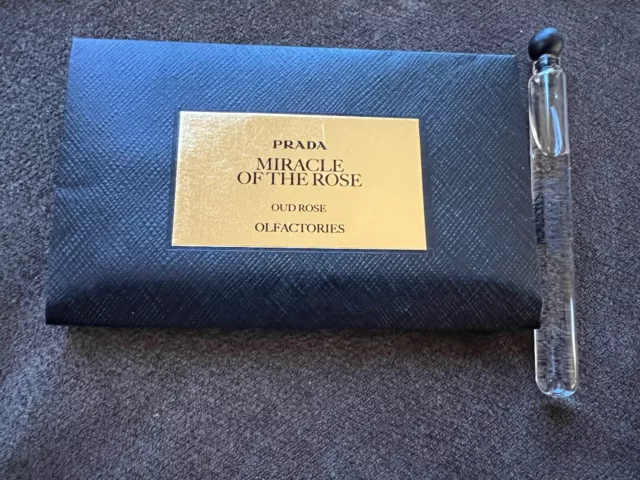 PRADA
MIRACLE
OF THE ROSE
OUD ROSE
OLFACTORIES